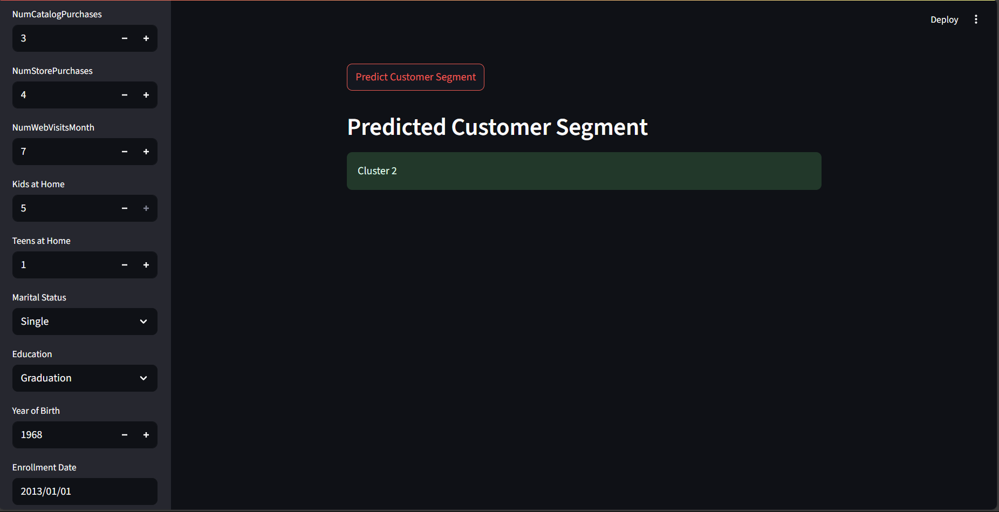 NumCatalogPurchases
3
NumStorePurchases
4
NumWebVisitsMonth
7
Kids at Home
5
Teens at Home
1
Marital Status
Single
Education
Graduation
Year of Birth
1968
Enrollment Date
2013/01/01
Deploy
Predict Customer Segment
Predicted Customer Segment
Cluster 2